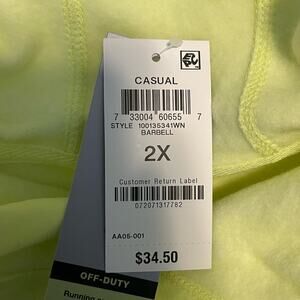 CASUAL
7 33004 60655 7
STYLE 100135341WN
BARBELL
2X
Customer Return Label
072071317782
AA05-001
$34.50
OFF-DUTY
Running